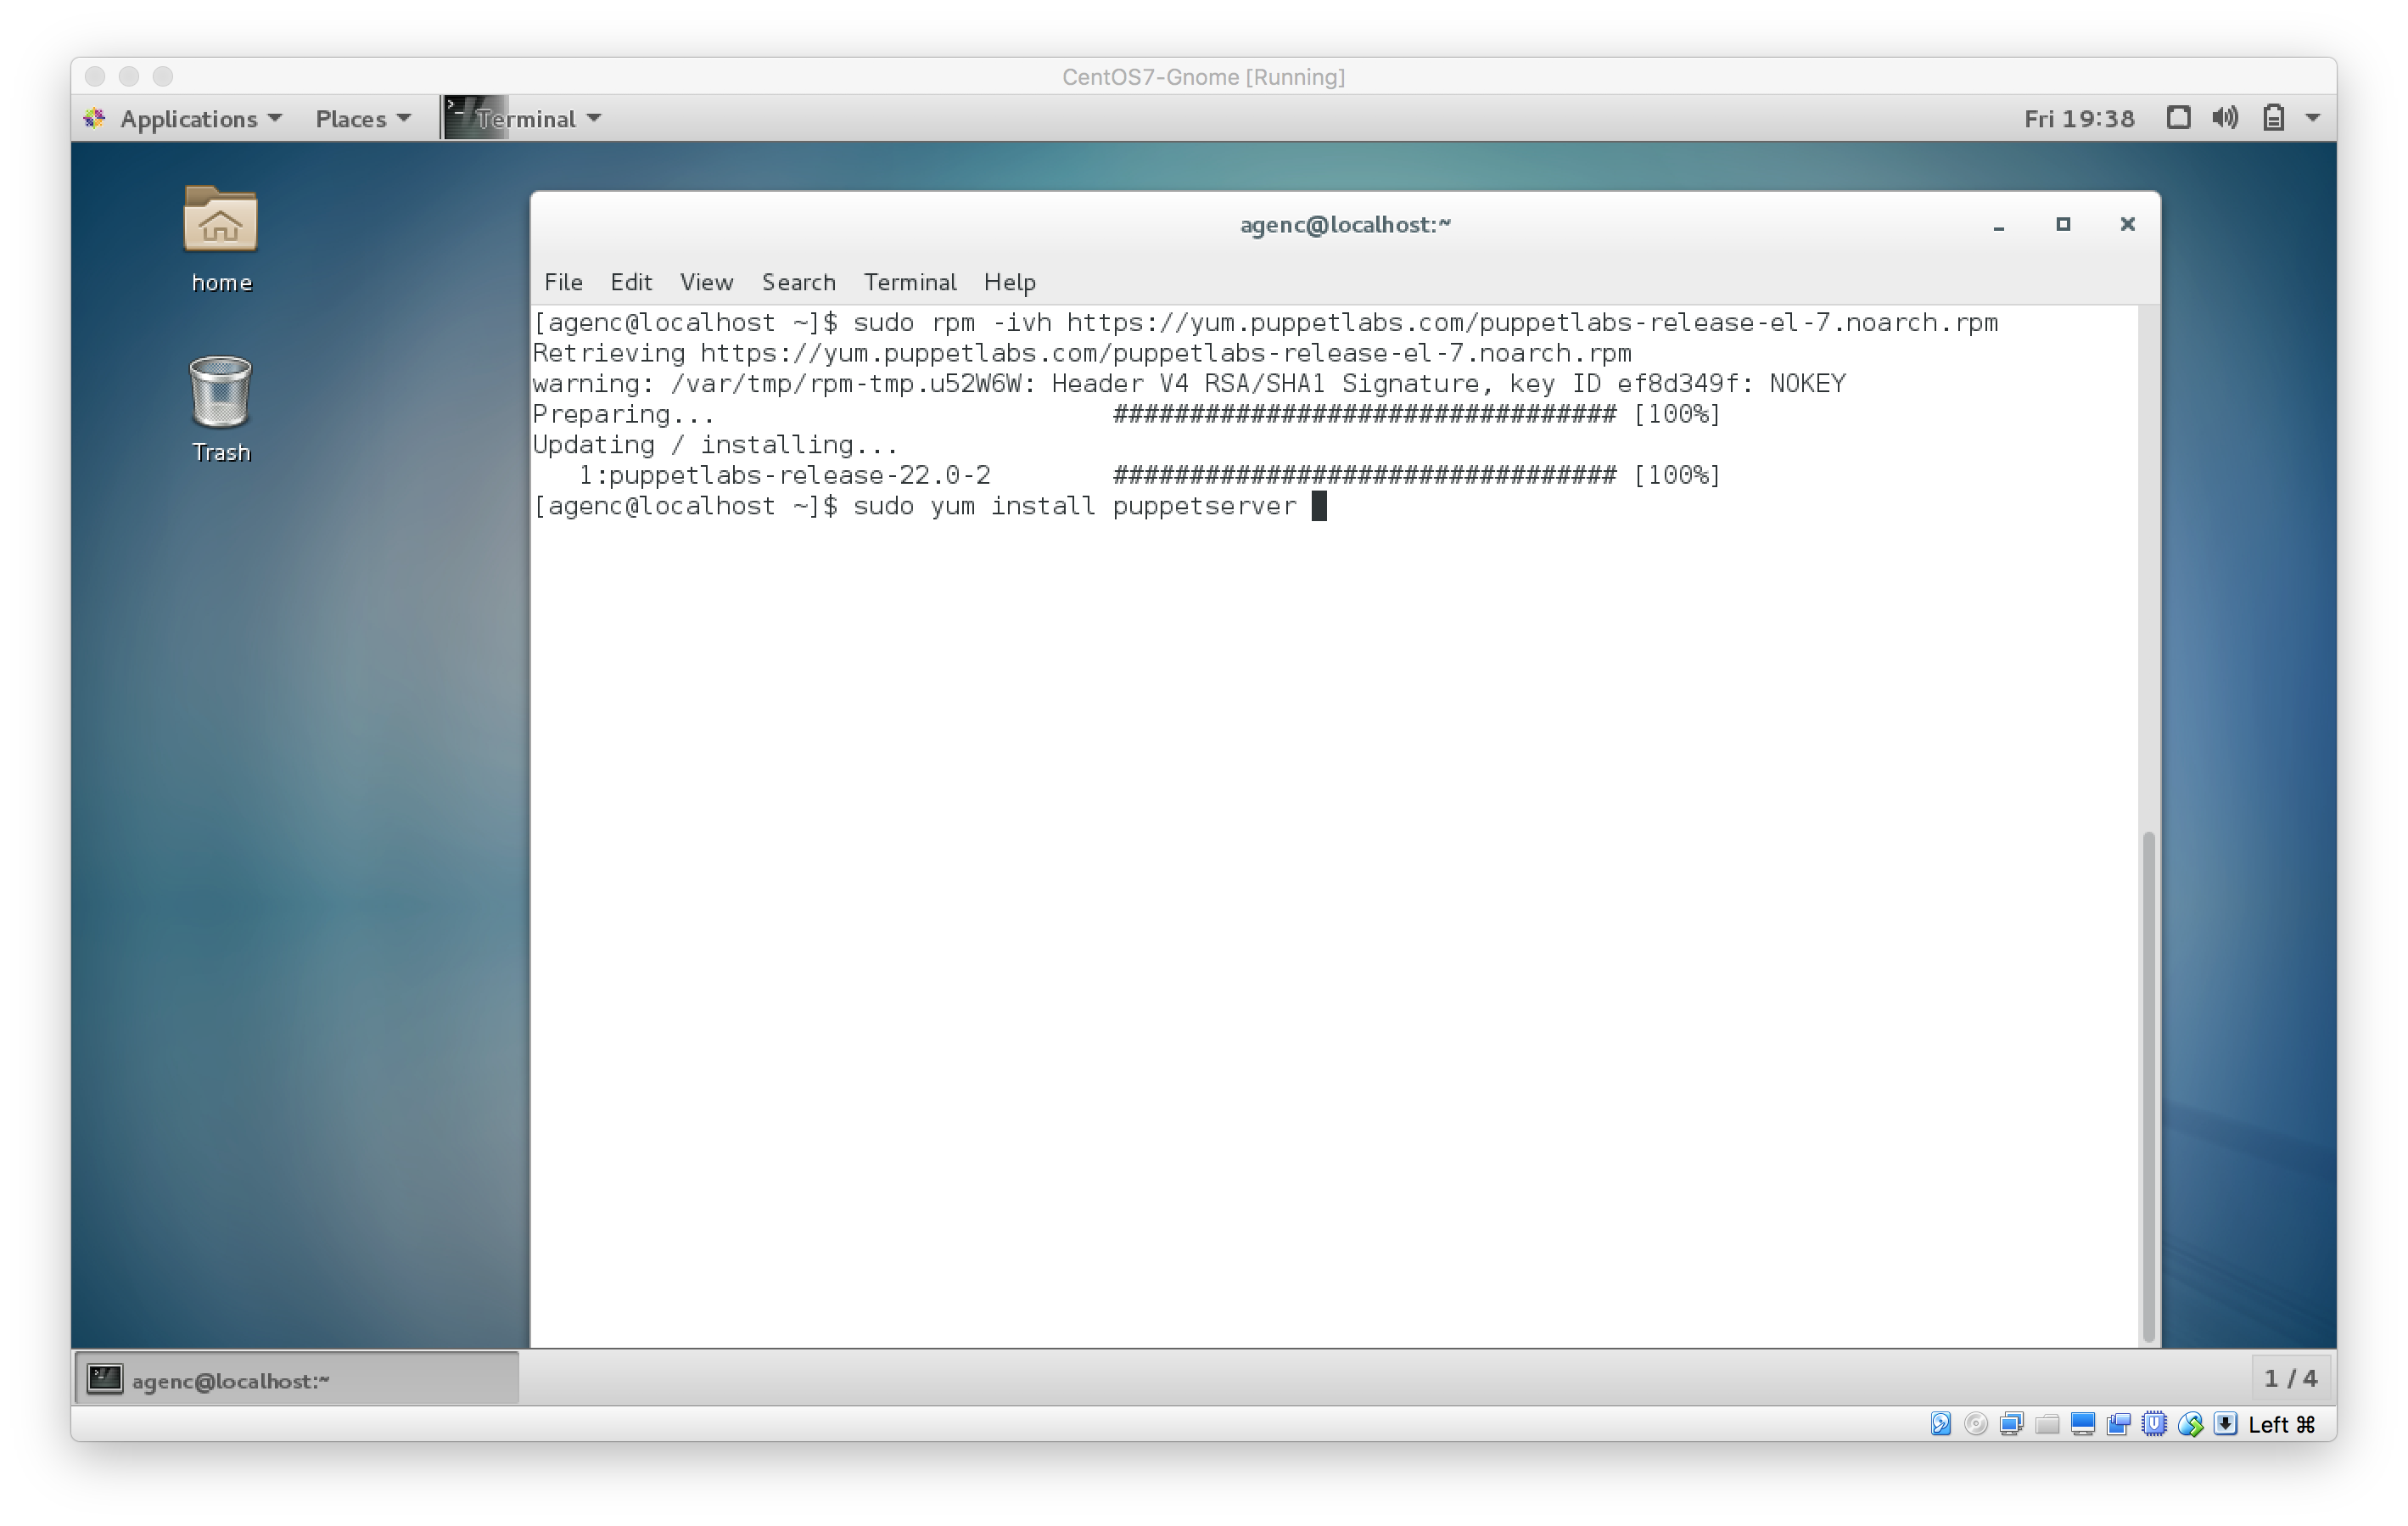 CentOS7-Gnome [Running]
Applications Places Terminal Fri 19:38
home
Trash
agenc@localhost:~
File Edit View Search Terminal Help
[agenc@localhost ~]$ sudo rpm -ivh https://yum.puppetlabs.com/puppetlabs-release-el-7.noarch.rpm
Retrieving https://yum.puppetlabs.com/puppetlabs-release-el-7.noarch.rpm
warning: /var/tmp/rpm-tmp.u52W6W: Header V4 RSA/SHA1 Signature, key ID ef8d349f: NOKEY
Preparing...                          ################################# [100%]
Updating / installing...
   1:puppetlabs-release-22.0-2        ################################# [100%]
[agenc@localhost ~]$ sudo yum install puppetserver
agenc@localhost:~
1 / 4
Left ⌘